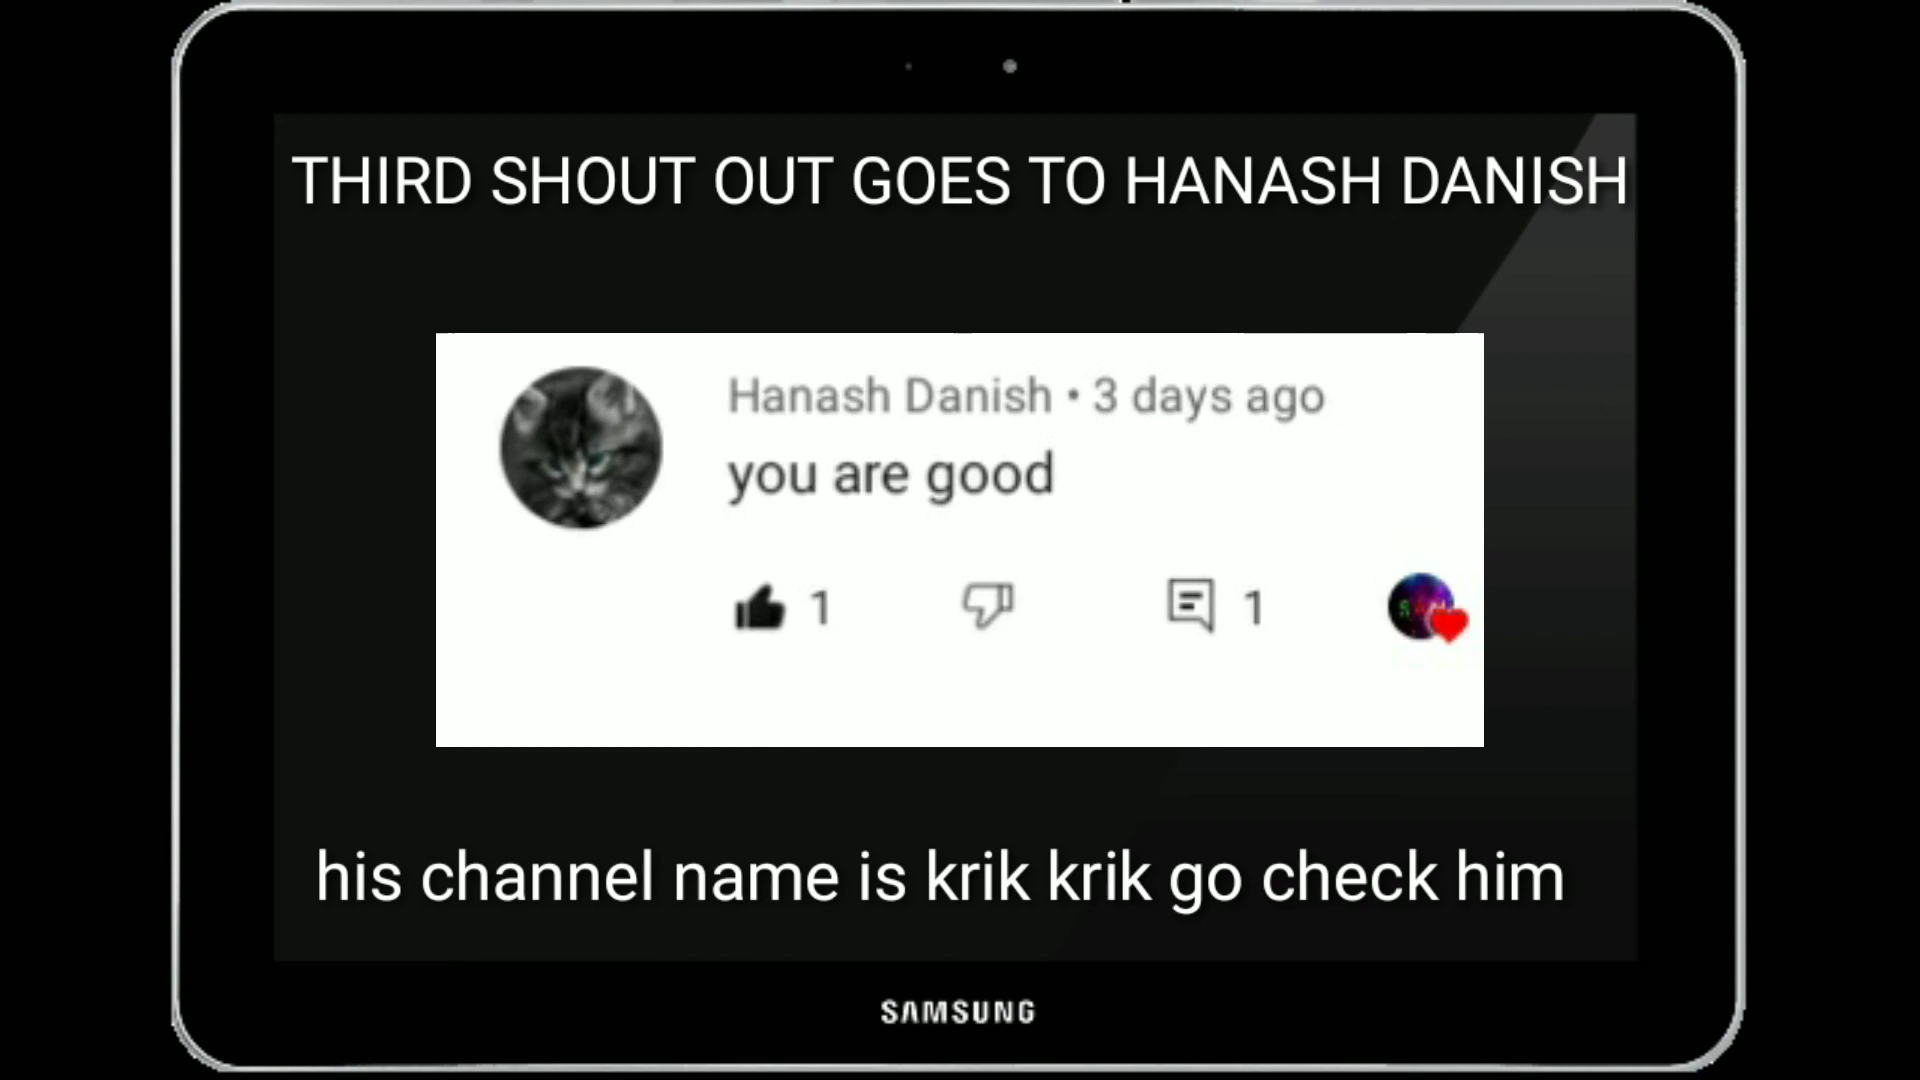 THIRD SHOUT OUT GOES TO HANASH DANISH
Hanash Danish • 3 days ago
you are good
1
1
his channel name is krik krik go check him
SAMSUNG